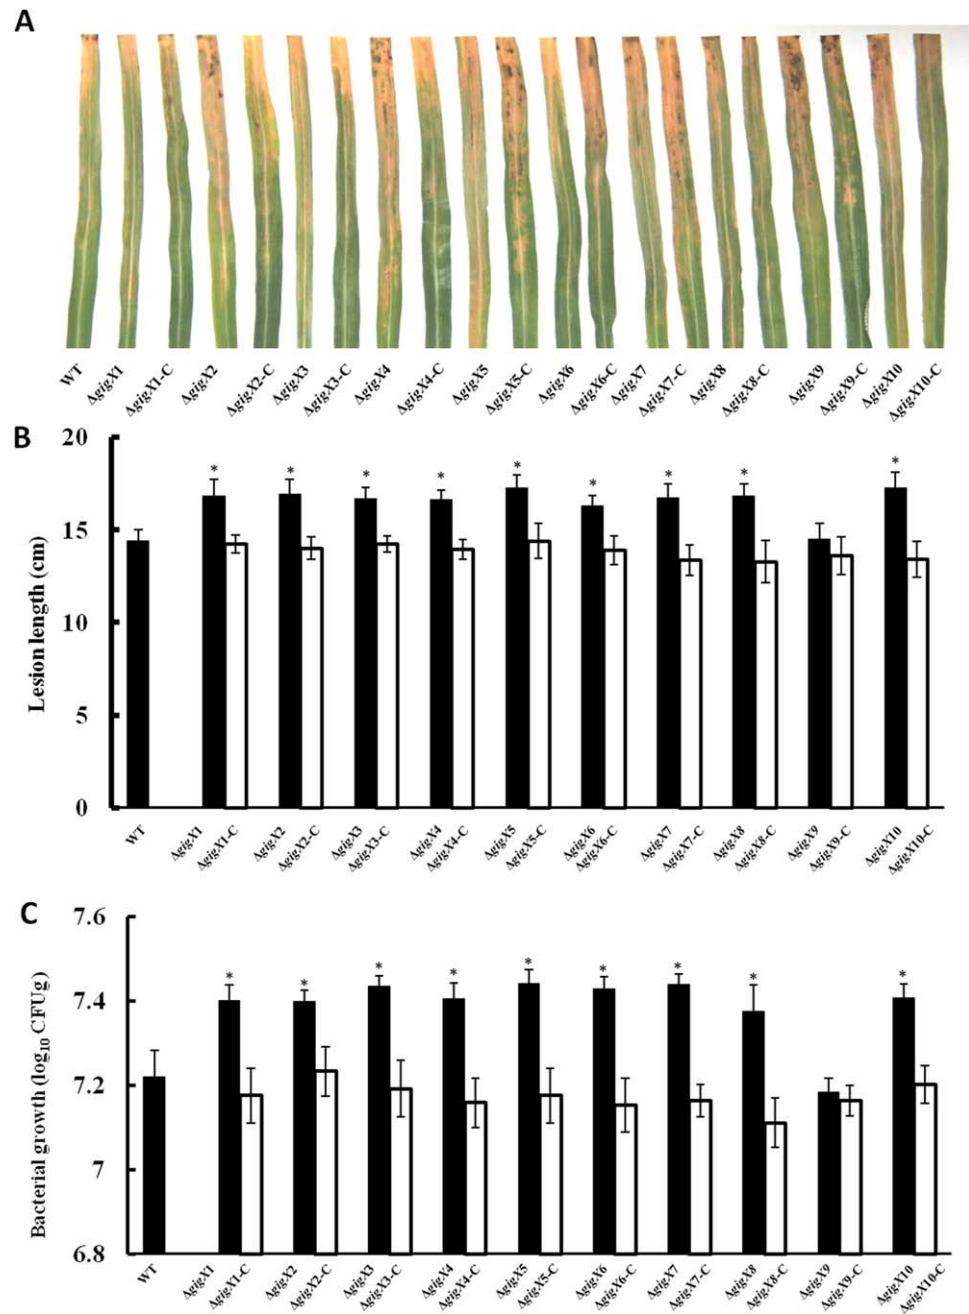 A
WT ΔgigX1 ΔgigX1-C ΔgigX2 ΔgigX2-C ΔgigX3 ΔgigX3-C ΔgigX4 ΔgigX4-C ΔgigX5 ΔgigX5-C ΔgigX6 ΔgigX6-C ΔgigX7 ΔgigX7-C ΔgigX8 ΔgigX8-C ΔgigX9 ΔgigX9-C ΔgigX10 ΔgigX10-C
B
Lesion length (cm)
20
15
10
5
0
* * * * * * * * *
WT ΔgigX1 ΔgigX1-C ΔgigX2 ΔgigX2-C ΔgigX3 ΔgigX3-C ΔgigX4 ΔgigX4-C ΔgigX5 ΔgigX5-C ΔgigX6 ΔgigX6-C ΔgigX7 ΔgigX7-C ΔgigX8 ΔgigX8-C ΔgigX9 ΔgigX9-C ΔgigX10 ΔgigX10-C
C
Bacterial growth (log₁₀ CFUg)
7.6
7.4
7.2
7
6.8
* * * * * * * * *
WT ΔgigX1 ΔgigX1-C ΔgigX2 ΔgigX2-C ΔgigX3 ΔgigX3-C ΔgigX4 ΔgigX4-C ΔgigX5 ΔgigX5-C ΔgigX6 ΔgigX6-C ΔgigX7 ΔgigX7-C ΔgigX8 ΔgigX8-C ΔgigX9 ΔgigX9-C ΔgigX10 ΔgigX10-C